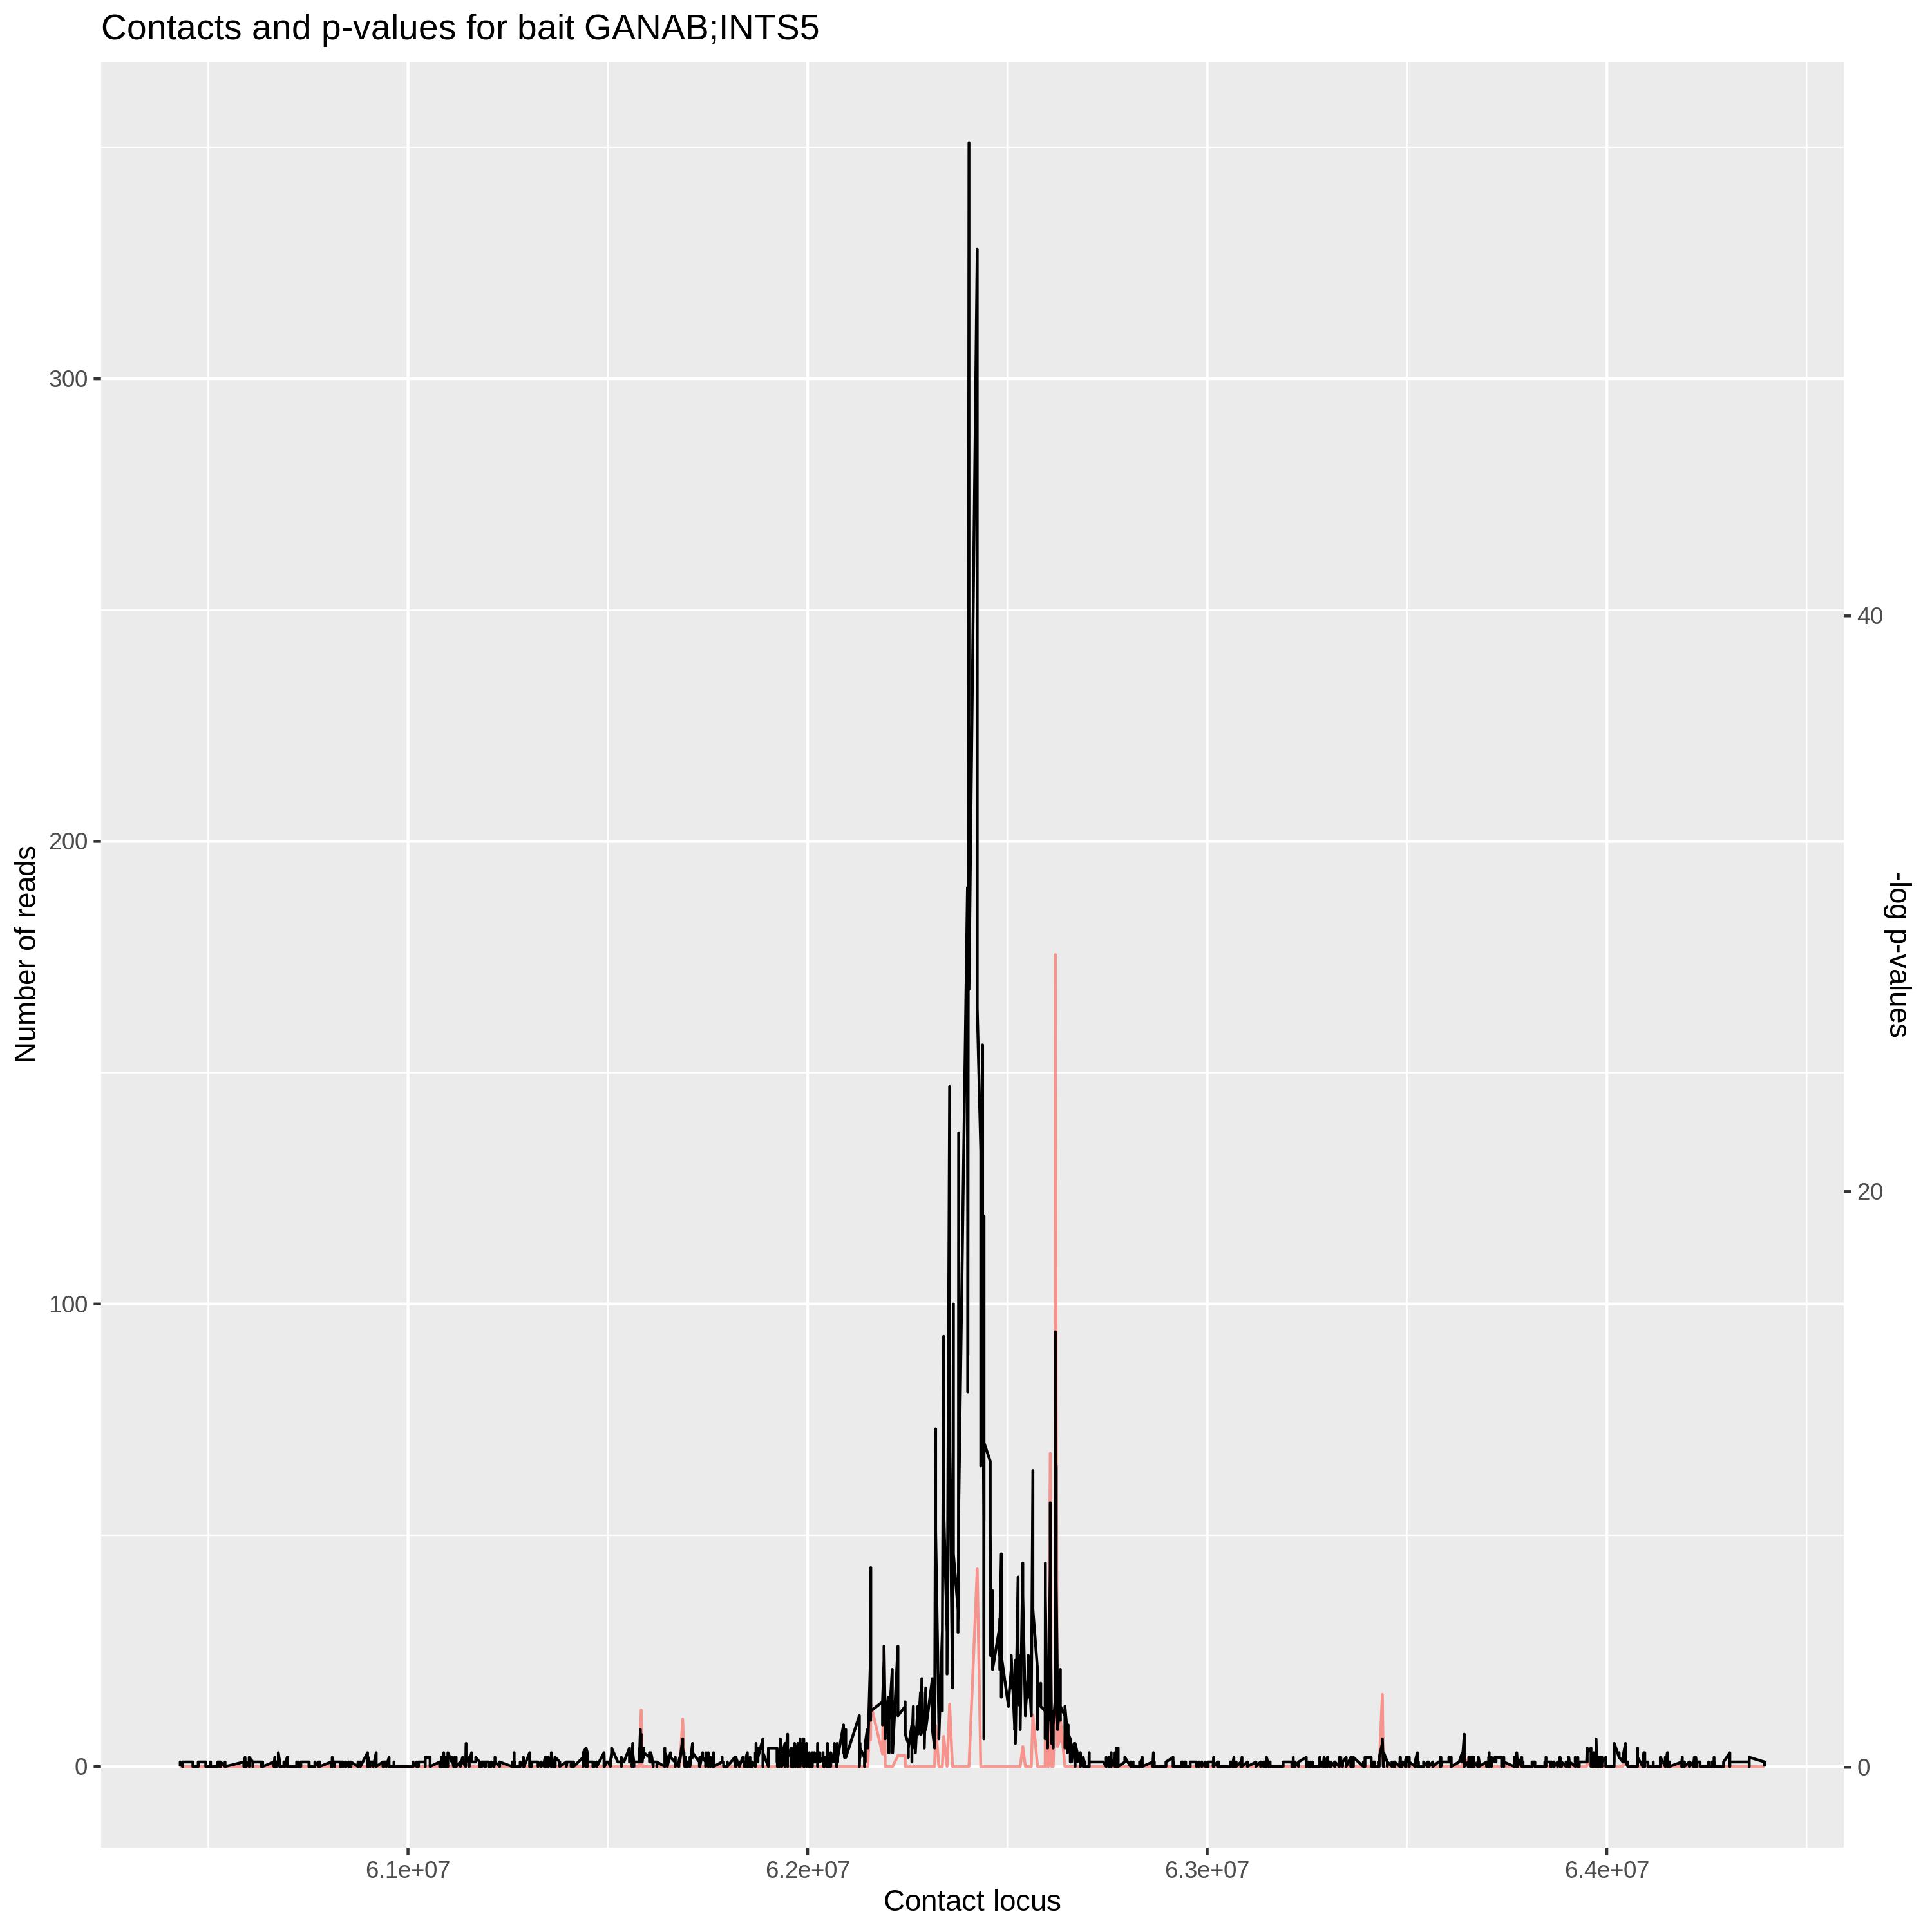 Contacts and p-values for bait GANAB;INTS5
300
200
100
0
Number of reads
40
20
0
-log p-values
6.1e+07
6.2e+07
6.3e+07
6.4e+07
Contact locus